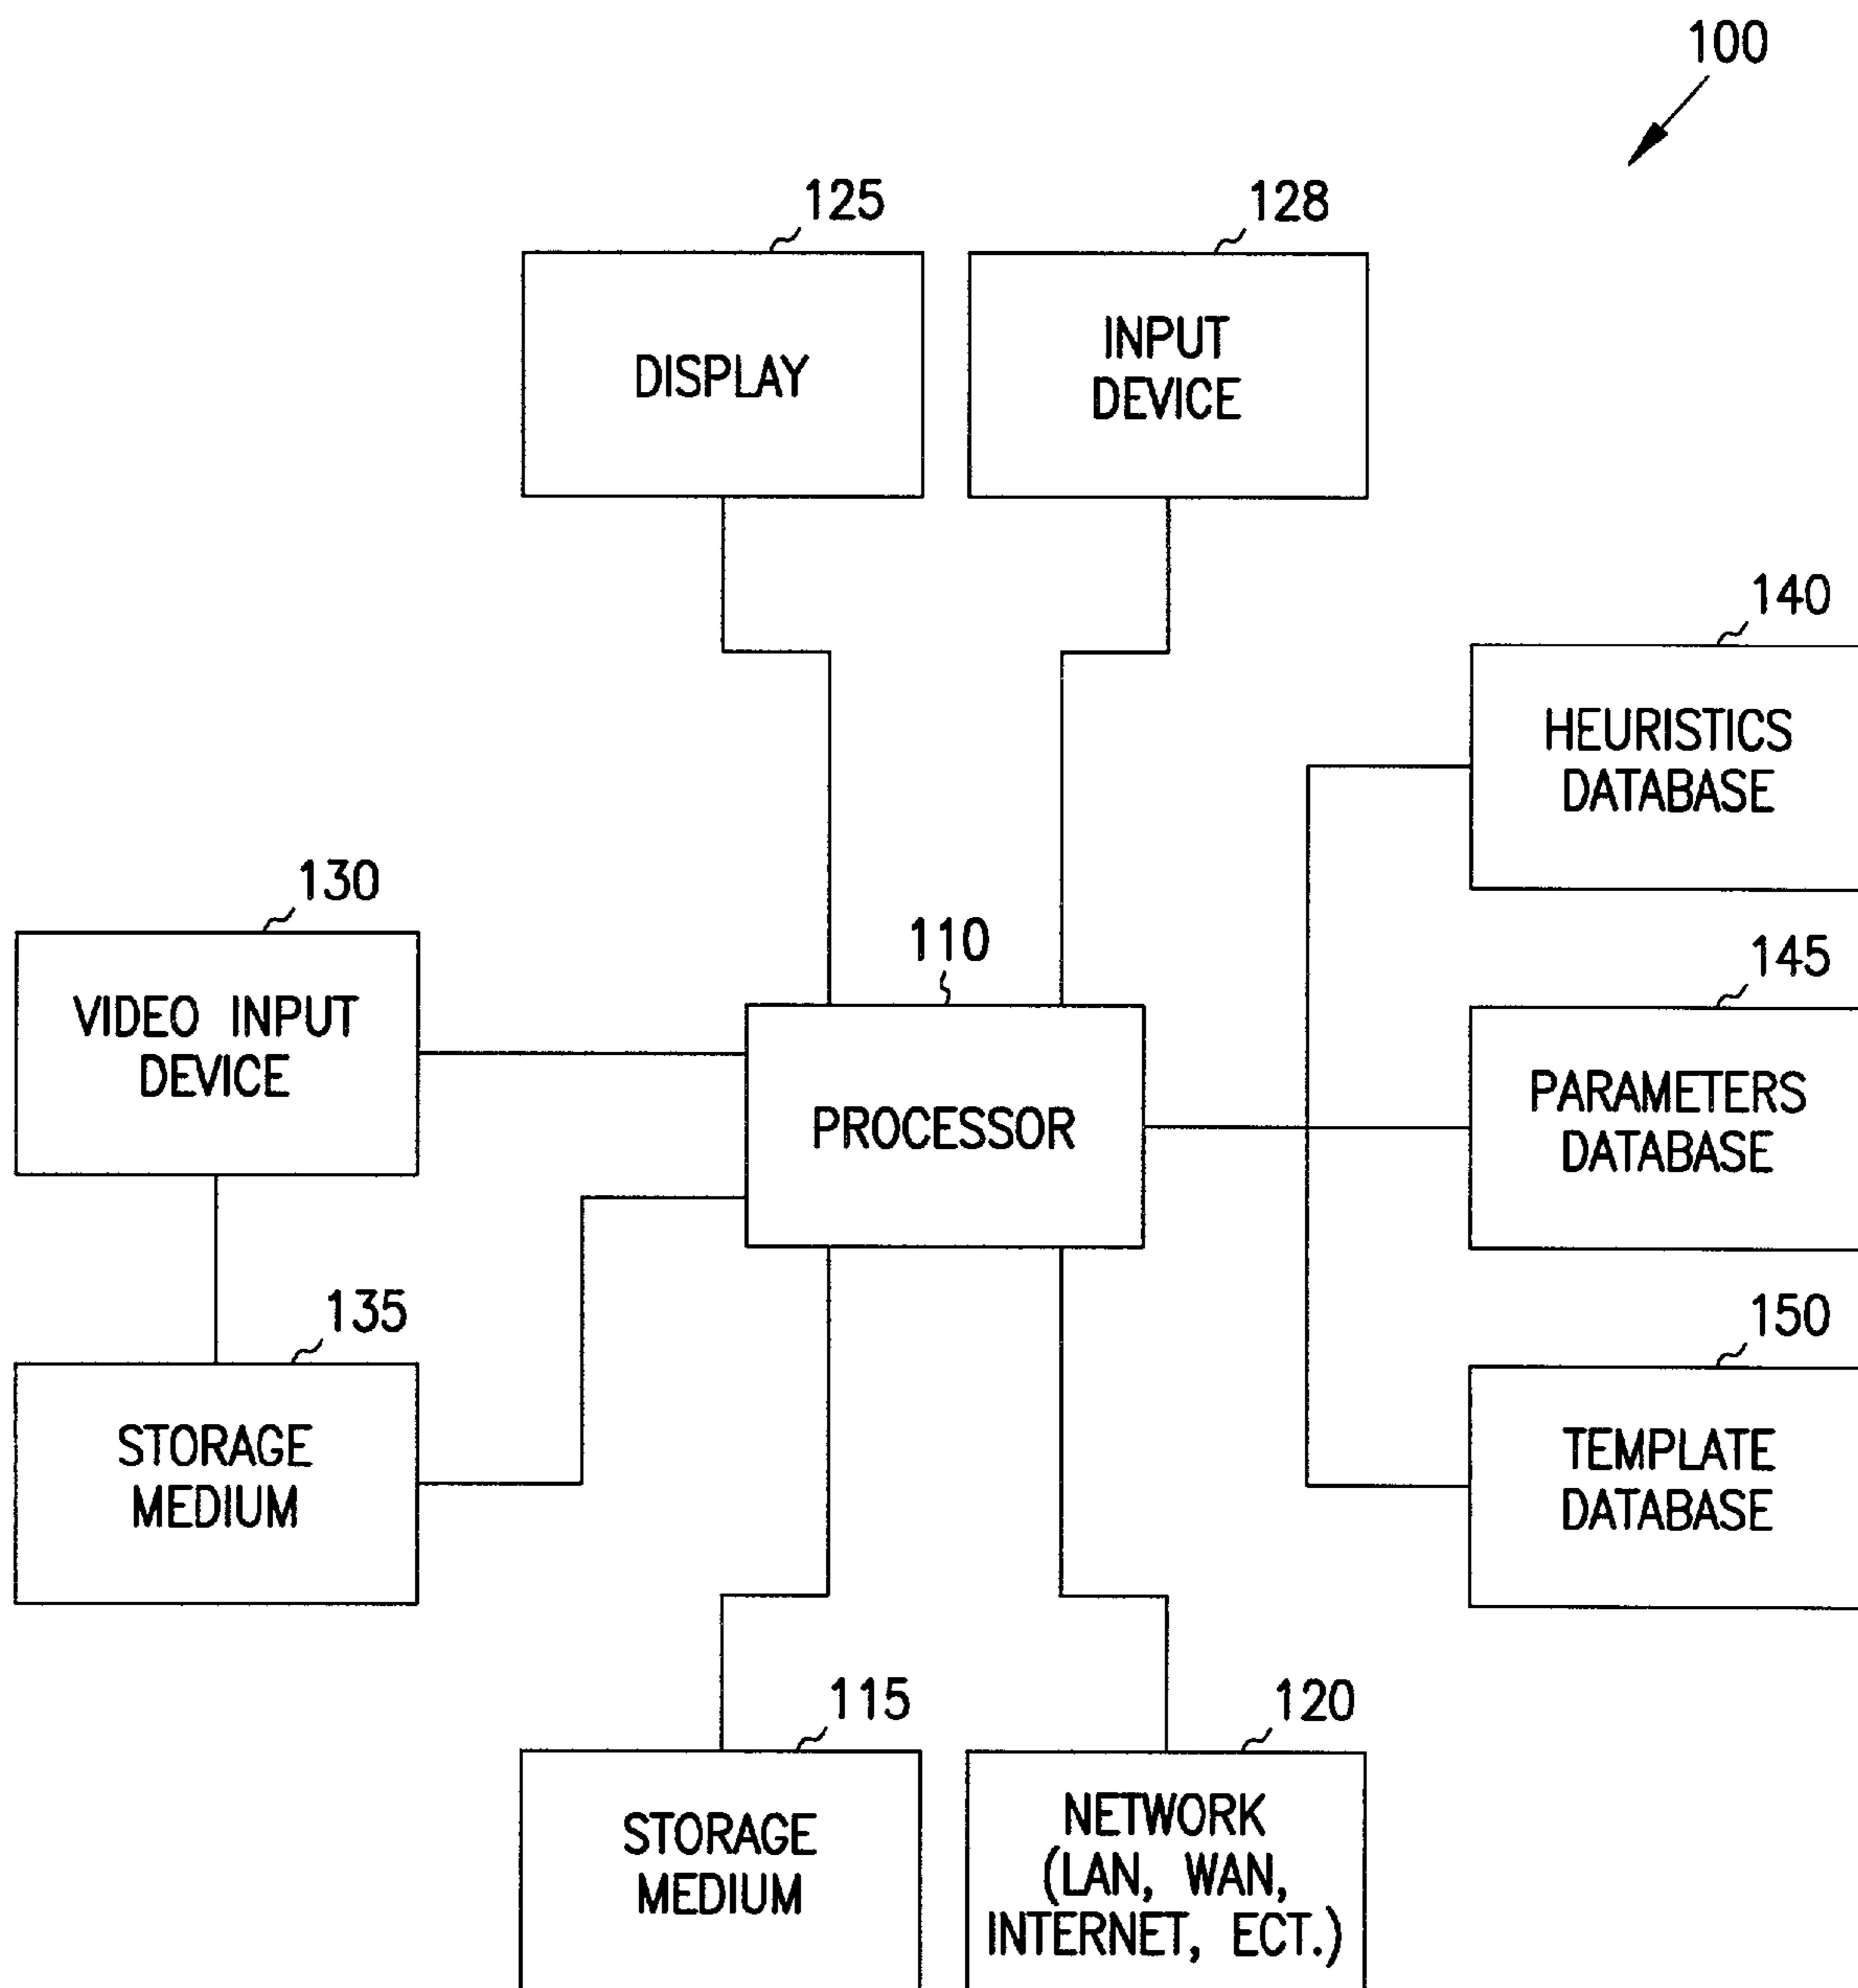 100
125
128
DISPLAY
INPUT
DEVICE
140
HEURISTICS
DATABASE
130
110
145
VIDEO INPUT
DEVICE
PROCESSOR
PARAMETERS
DATABASE
135
150
STORAGE
MEDIUM
TEMPLATE
DATABASE
115
120
STORAGE
MEDIUM
NETWORK
(LAN, WAN,
INTERNET, ECT.)